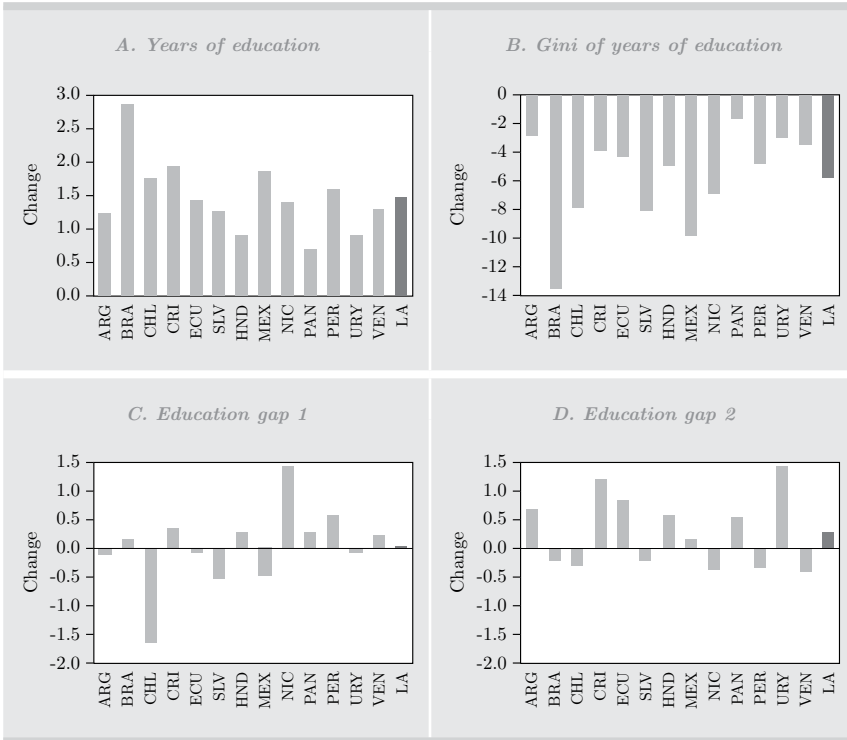 A. Years of education
Change
3.0
2.5
2.0
1.5
1.0
0.5
0.0
ARG BRA CHL CRI ECU SLV HND MEX NIC PAN PER URY VEN LA
B. Gini of years of education
Change
0
-2
-4
-6
-8
-10
-12
-14
ARG BRA CHL CRI ECU SLV HND MEX NIC PAN PER URY VEN LA
C. Education gap 1
Change
1.5
1.0
0.5
0.0
-0.5
-1.0
-1.5
-2.0
ARG BRA CHL CRI ECU SLV HND MEX NIC PAN PER URY VEN LA
D. Education gap 2
Change
1.5
1.0
0.5
0.0
-0.5
-1.0
-1.5
-2.0
ARG BRA CHL CRI ECU SLV HND MEX NIC PAN PER URY VEN LA